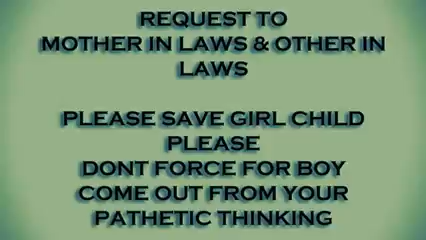 REQUEST TO
MOTHER IN LAWS & OTHER IN
LAWS
PLEASE SAVE GIRL CHILD
PLEASE
DONT FORCE FOR BOY
COME OUT FROM YOUR
PATHETIC THINKING